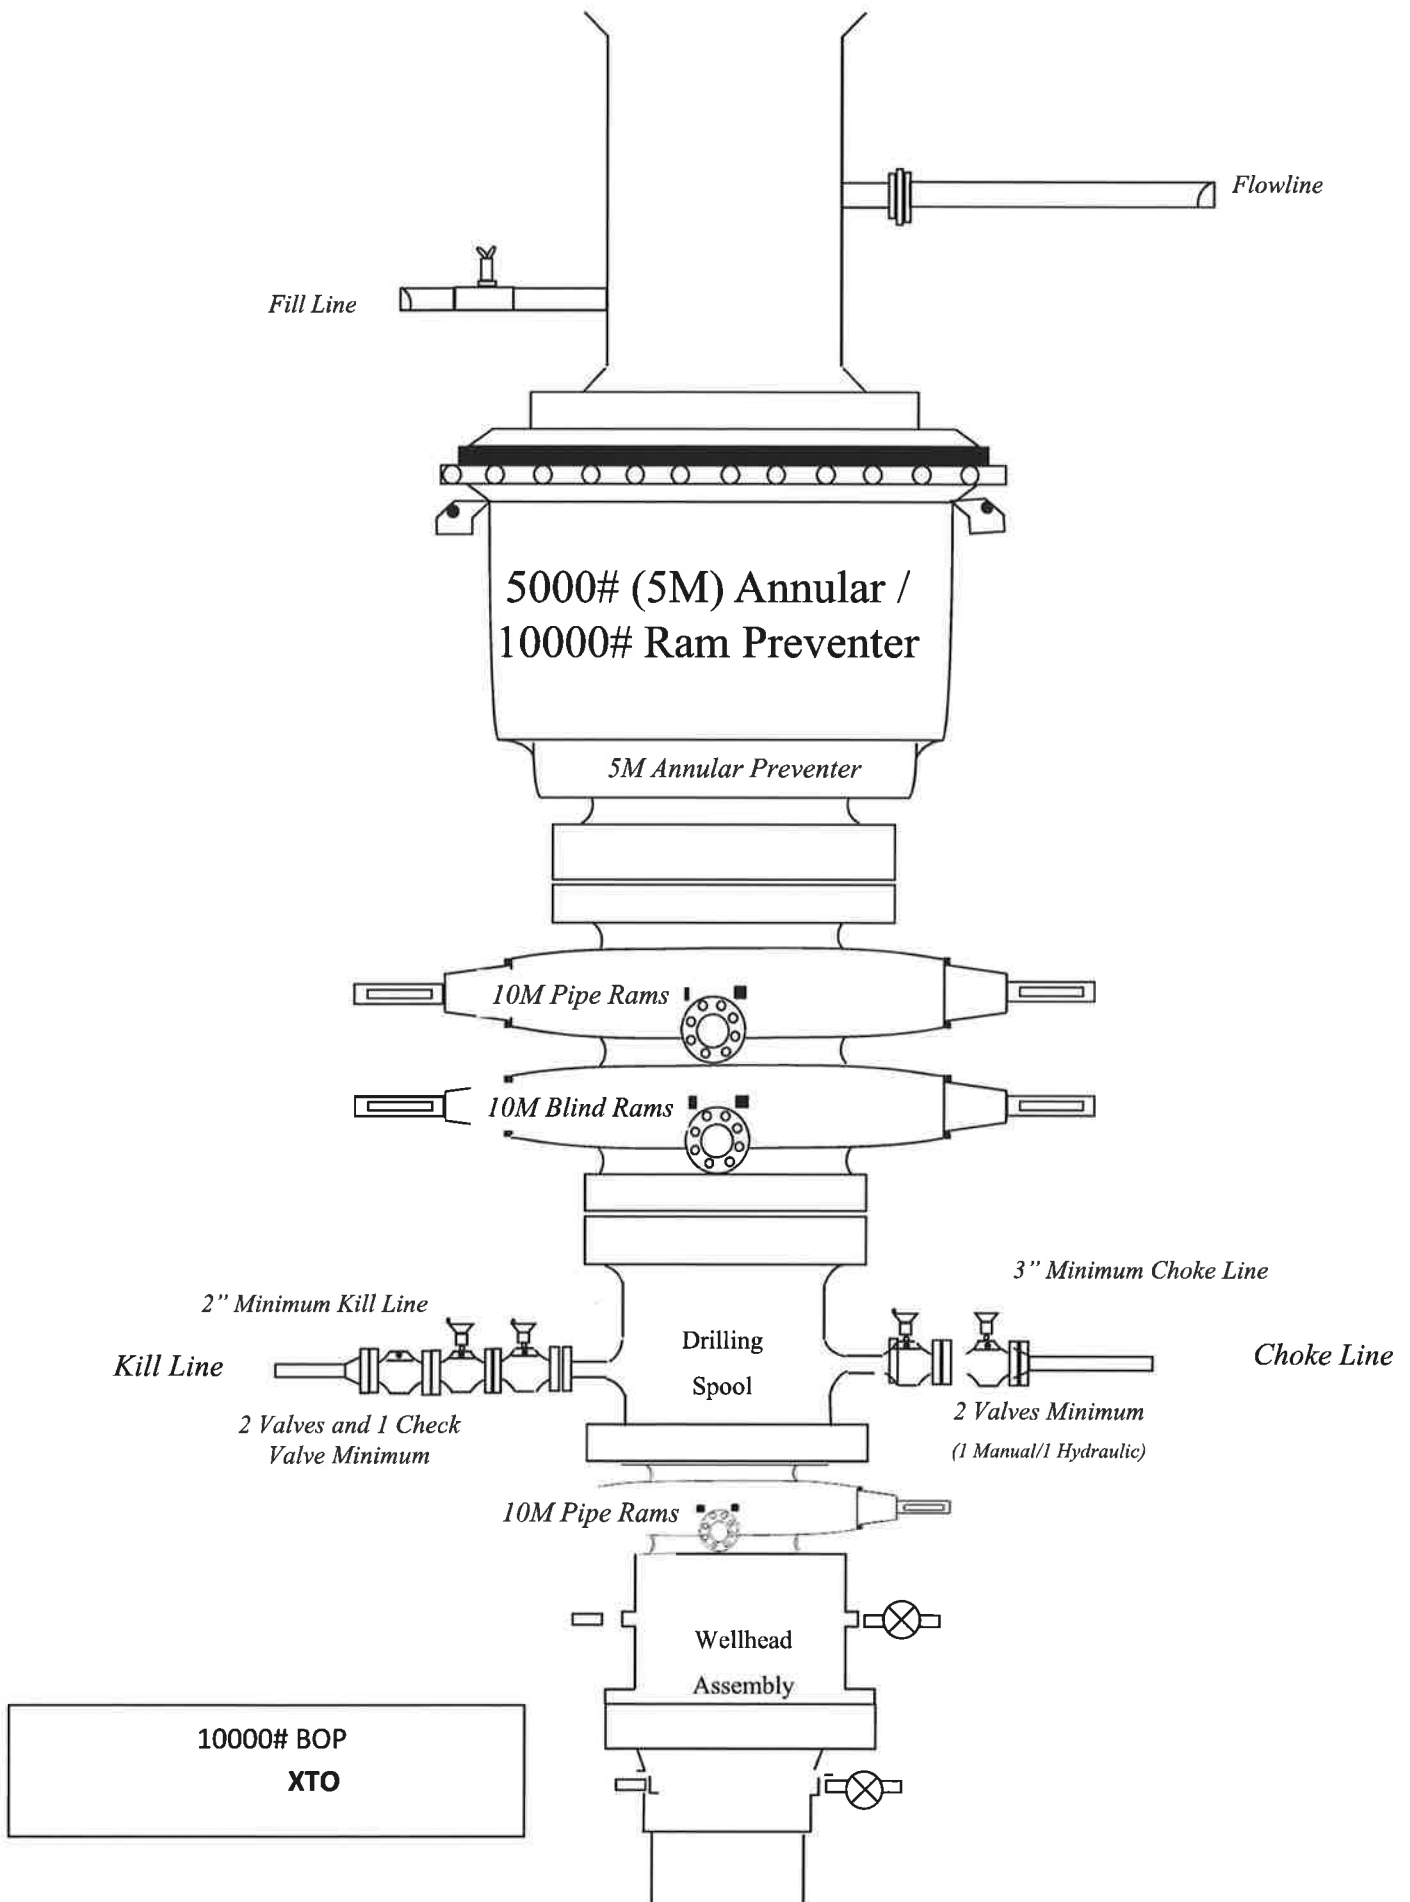 Flowline
Fill Line
5000# (5M) Annular /
10000# Ram Preventer
5M Annular Preventer
10M Pipe Rams
10M Blind Rams
3” Minimum Choke Line
2” Minimum Kill Line
Drilling
Spool
Kill Line
Choke Line
2 Valves and 1 Check
Valve Minimum
2 Valves Minimum
(1 Manual/1 Hydraulic)
10M Pipe Rams
Wellhead
Assembly
10000# BOP
XTO